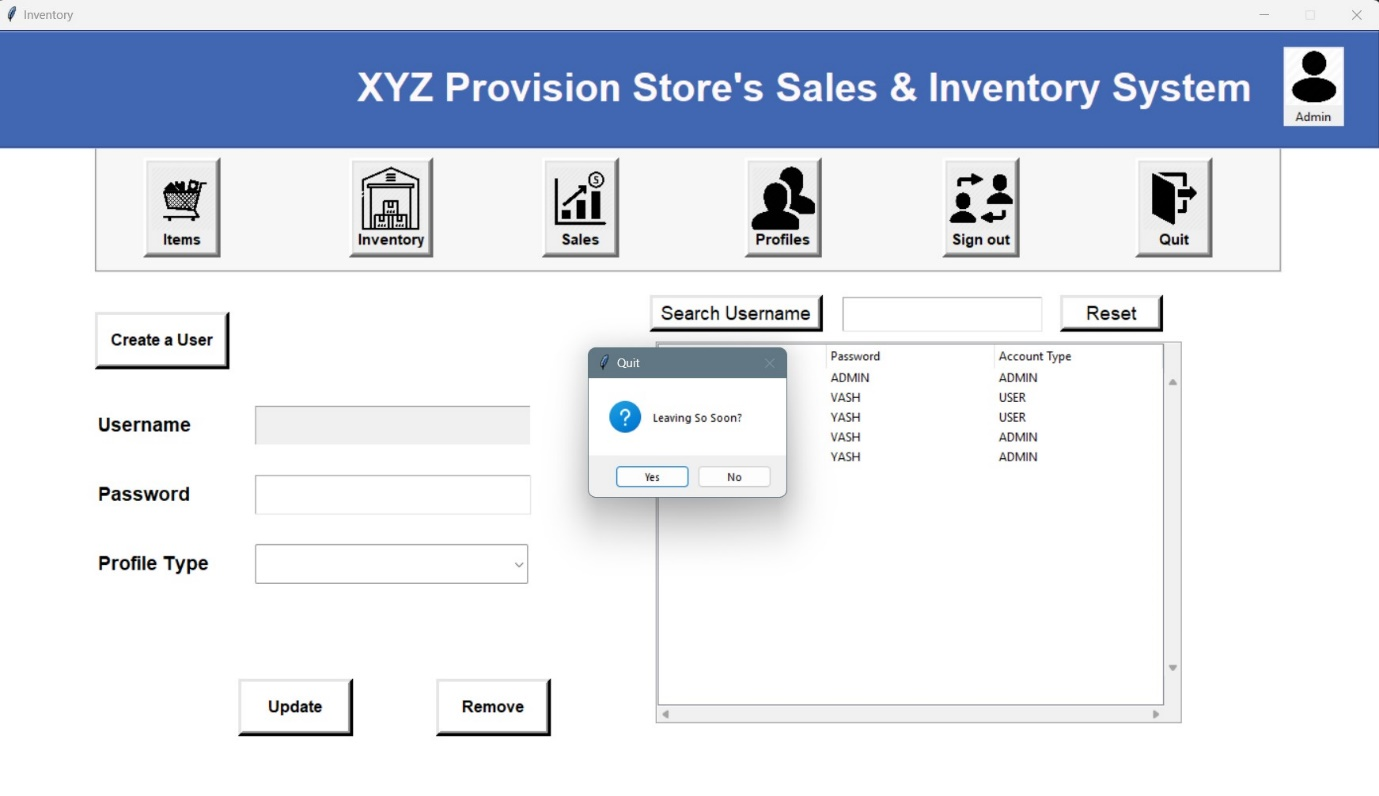 Inventory
XYZ Provision Store's Sales & Inventory System
Admin
Items
Inventory
Sales
Profiles
Sign out
Quit
Create a User
Search Username
Reset
Username
Password
Profile Type
Update
Remove
Password Account Type
ADMIN ADMIN
VASH USER
YASH USER
VASH ADMIN
YASH ADMIN
Quit
Leaving So Soon?
Yes
No